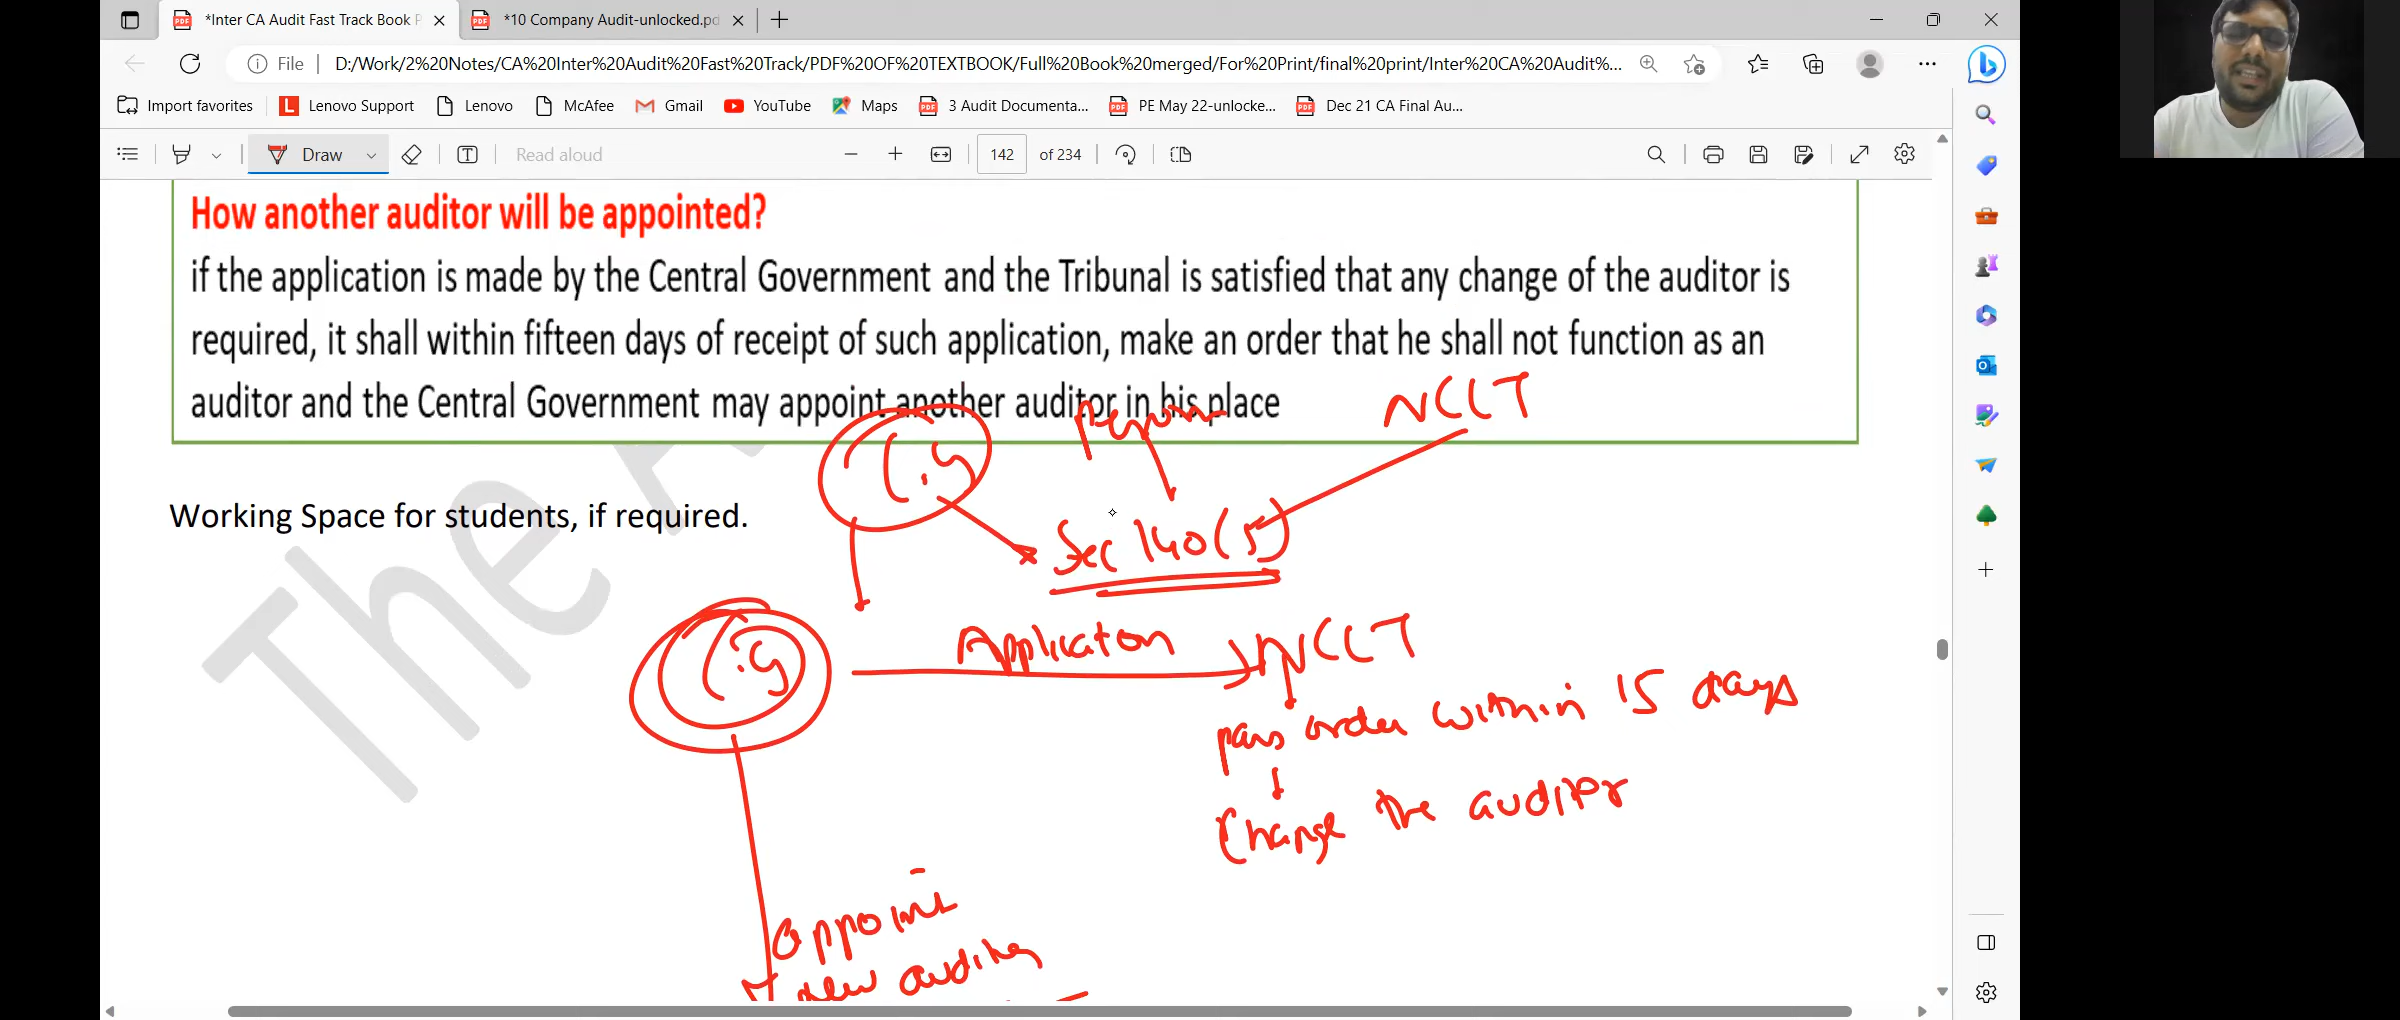 *Inter CA Audit Fast Track Book P
*10 Company Audit-unlocked.pd
File
D:/Work/2%20Notes/CA%20Inter%20Audit%20Fast%20Track/PDF%20OF%20TEXTBOOK/Full%20Book%20merged/For%20Print/final%20print/Inter%20CA%20Audit%...
Import favorites
Lenovo Support
Lenovo
McAfee
Gmail
YouTube
Maps
3 Audit Documenta...
PE May 22-unlocke...
Dec 21 CA Final Au...
Draw
Read aloud
142 of 234
How another auditor will be appointed?
if the application is made by the Central Government and the Tribunal is satisfied that any change of the auditor is
required, it shall within fifteen days of receipt of such application, make an order that he shall not function as an
auditor and the Central Government may appoint another auditor in his place
NCLT
C.G
Working Space for students, if required.
Sec 140(5)
C.G
Application
NCLT
pass order within 15 days
Change the auditor
appoint
new auditor
The